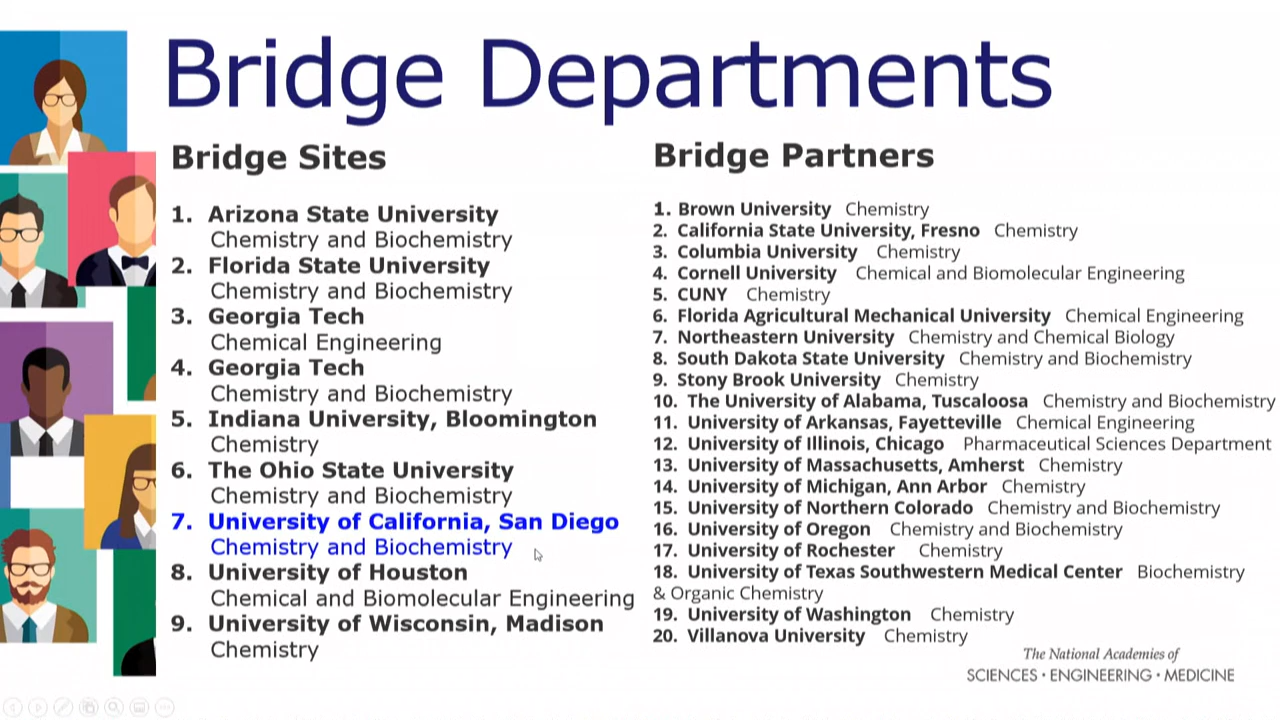 Bridge Departments
Bridge Sites
1. Arizona State University
Chemistry and Biochemistry
2. Florida State University
Chemistry and Biochemistry
3. Georgia Tech
Chemical Engineering
4. Georgia Tech
Chemistry and Biochemistry
5. Indiana University, Bloomington
Chemistry
6. The Ohio State University
Chemistry and Biochemistry
7. University of California, San Diego
Chemistry and Biochemistry
8. University of Houston
Chemical and Biomolecular Engineering
9. University of Wisconsin, Madison
Chemistry
Bridge Partners
1. Brown University Chemistry
2. California State University, Fresno Chemistry
3. Columbia University Chemistry
4. Cornell University Chemical and Biomolecular Engineering
5. CUNY Chemistry
6. Florida Agricultural Mechanical University Chemical Engineering
7. Northeastern University Chemistry and Chemical Biology
8. South Dakota State University Chemistry and Biochemistry
9. Stony Brook University Chemistry
10. The University of Alabama, Tuscaloosa Chemistry and Biochemistry
11. University of Arkansas, Fayetteville Chemical Engineering
12. University of Illinois, Chicago Pharmaceutical Sciences Department
13. University of Massachusetts, Amherst Chemistry
14. University of Michigan, Ann Arbor Chemistry
15. University of Northern Colorado Chemistry and Biochemistry
16. University of Oregon Chemistry and Biochemistry
17. University of Rochester Chemistry
18. University of Texas Southwestern Medical Center Biochemistry
& Organic Chemistry
19. University of Washington Chemistry
20. Villanova University Chemistry
The National Academies of
SCIENCES · ENGINEERING · MEDICINE